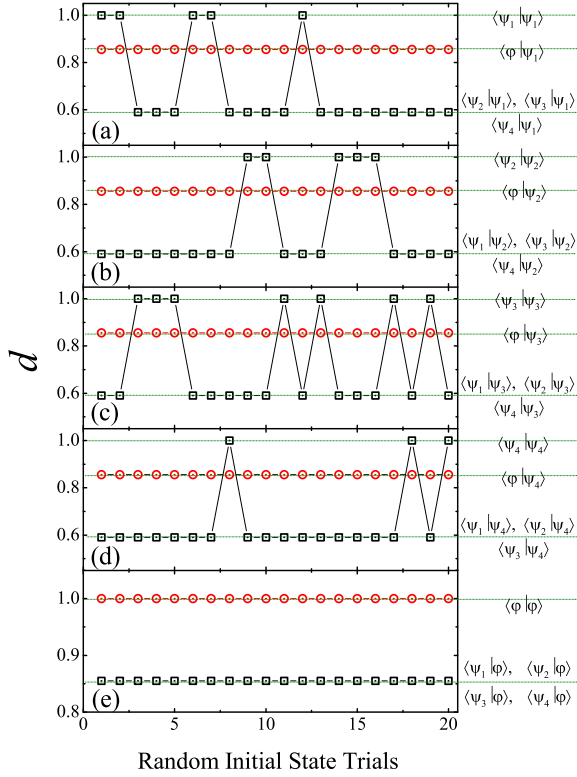 1.0
0.8
0.6
(a)
⟨ψ₁|ψ₁⟩
⟨φ|ψ₁⟩
⟨ψ₂|ψ₁⟩, ⟨ψ₃|ψ₁⟩
⟨ψ₄|ψ₁⟩
1.0
0.8
0.6
(b)
⟨ψ₂|ψ₂⟩
⟨φ|ψ₂⟩
⟨ψ₁|ψ₂⟩, ⟨ψ₃|ψ₂⟩
⟨ψ₄|ψ₂⟩
d
1.0
0.8
0.6
(c)
⟨ψ₃|ψ₃⟩
⟨φ|ψ₃⟩
⟨ψ₁|ψ₃⟩, ⟨ψ₂|ψ₃⟩
⟨ψ₄|ψ₃⟩
1.0
0.8
0.6
(d)
⟨ψ₄|ψ₄⟩
⟨φ|ψ₄⟩
⟨ψ₁|ψ₄⟩, ⟨ψ₂|ψ₄⟩
⟨ψ₃|ψ₄⟩
1.0
0.9
0.8
(e)
⟨φ|φ⟩
⟨ψ₁|φ⟩, ⟨ψ₂|φ⟩
⟨ψ₃|φ⟩, ⟨ψ₄|φ⟩
0 5 10 15 20
Random Initial State Trials